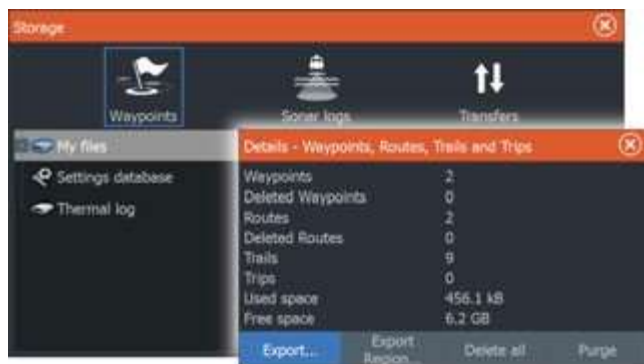 Storage
Waypoints Sonar logs Transfers
My files
Settings database
Thermal log
Details - Waypoints, Routes, Trails and Trips
Waypoints 2
Deleted Waypoints 0
Routes 2
Deleted Routes 0
Trails 9
Trips 0
Used space 456.1 kB
Free space 6.2 GB
Export...
Export
Region...
Delete all
Purge